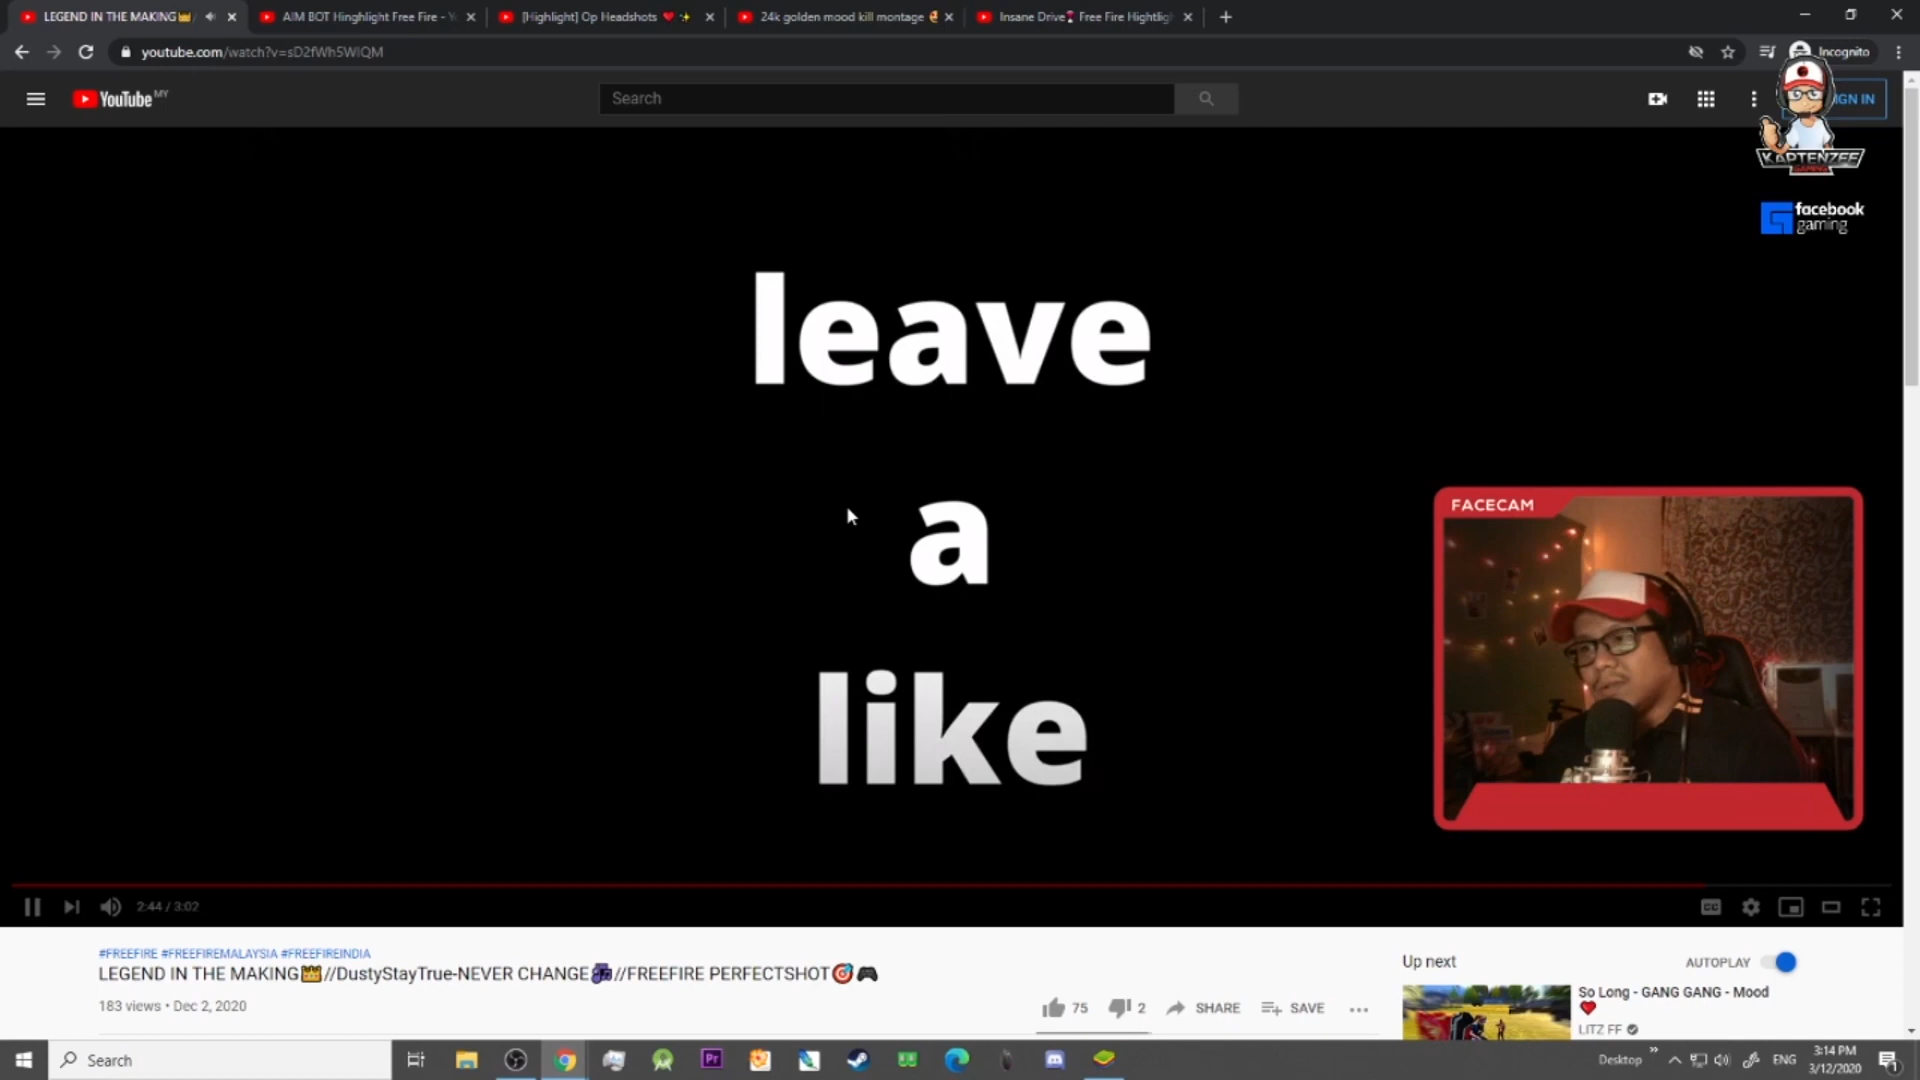 LEGEND IN THE MAKING👑
AIM BOT Hinghlight Free Fire - Y
[Highlight] Op Headshots ❤️✨
24k golden mood kill montage
Insane Drive❣️ Free Fire Hightlig
youtube.com/watch?v=sD2fWh5WlQM
Incognito
YouTube MY
Search
IGN IN
KAPTENZEE
GAMING
facebook
gaming
leave
a
like
FACECAM
2:44 / 3:02
#FREEFIRE #FREEFIREMALAYSIA #FREEFIREINDIA
LEGEND IN THE MAKING👑//DustyStayTrue-NEVER CHANGE🎶//FREEFIRE PERFECTSHOT🎯🎮
183 views • Dec 2, 2020
75
2
SHARE
SAVE
Up next
AUTOPLAY
So Long - GANG GANG - Mood
❤️
LITZ FF
Search
Pr
Desktop
ENG
3:14 PM
3/12/2020
1